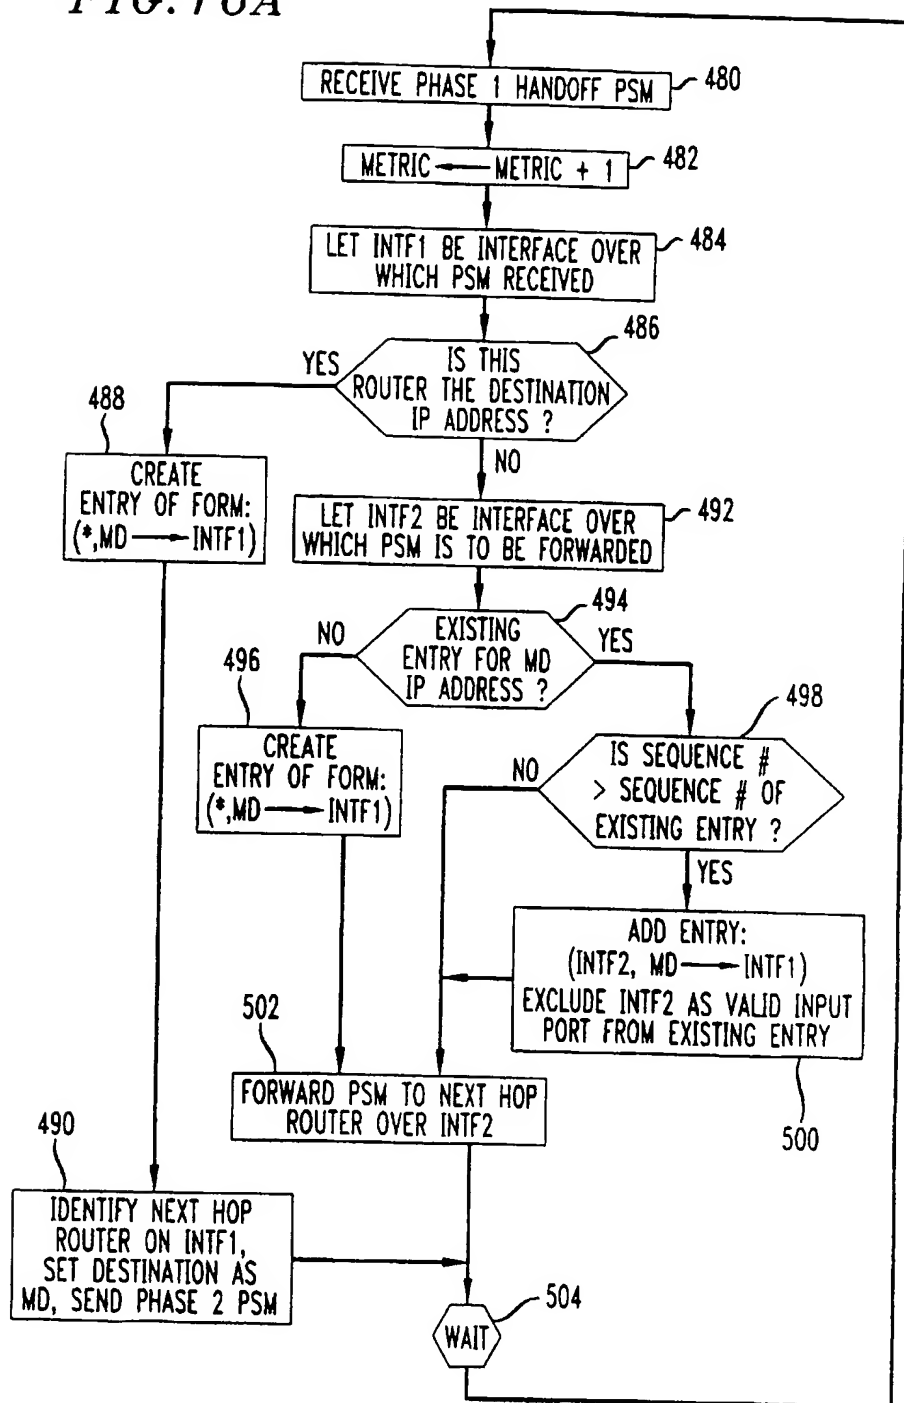 FIG. 18A
RECEIVE PHASE 1 HANDOFF PSM
480
METRIC ← METRIC + 1
482
LET INTF1 BE INTERFACE OVER
WHICH PSM RECEIVED
484
IS THIS
ROUTER THE DESTINATION
IP ADDRESS ?
486
YES
NO
488
CREATE
ENTRY OF FORM:
(*,MD → INTF1)
LET INTF2 BE INTERFACE OVER
WHICH PSM IS TO BE FORWARDED
492
EXISTING
ENTRY FOR MD
IP ADDRESS ?
494
NO
YES
496
CREATE
ENTRY OF FORM:
(*,MD → INTF1)
498
IS SEQUENCE #
> SEQUENCE # OF
EXISTING ENTRY ?
NO
YES
ADD ENTRY:
(INTF2, MD → INTF1)
EXCLUDE INTF2 AS VALID INPUT
PORT FROM EXISTING ENTRY
500
502
FORWARD PSM TO NEXT HOP
ROUTER OVER INTF2
490
IDENTIFY NEXT HOP
ROUTER ON INTF1,
SET DESTINATION AS
MD, SEND PHASE 2 PSM
WAIT
504